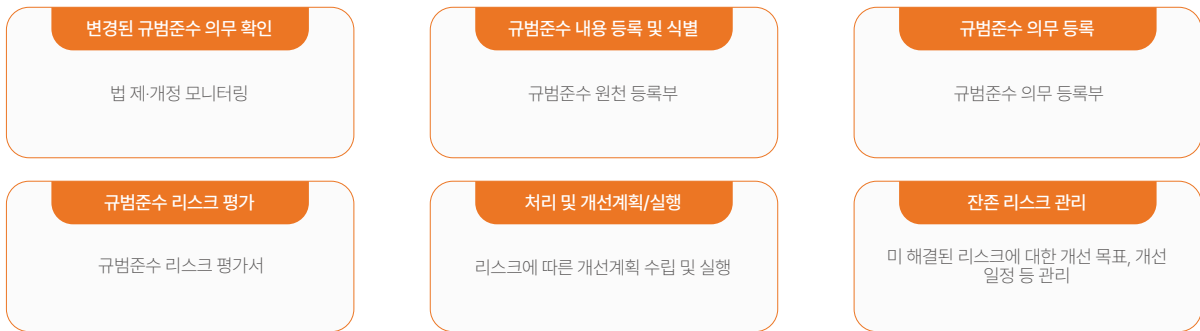 변경된 규범준수 의무 확인
법 제·개정 모니터링
규범준수 내용 등록 및 식별
규범준수 원천 등록부
규범준수 의무 등록
규범준수 의무 등록부
규범준수 리스크 평가
규범준수 리스크 평가서
처리 및 개선계획/실행
리스크에 따른 개선계획 수립 및 실행
잔존 리스크 관리
미 해결된 리스크에 대한 개선 목표, 개선
일정 등 관리